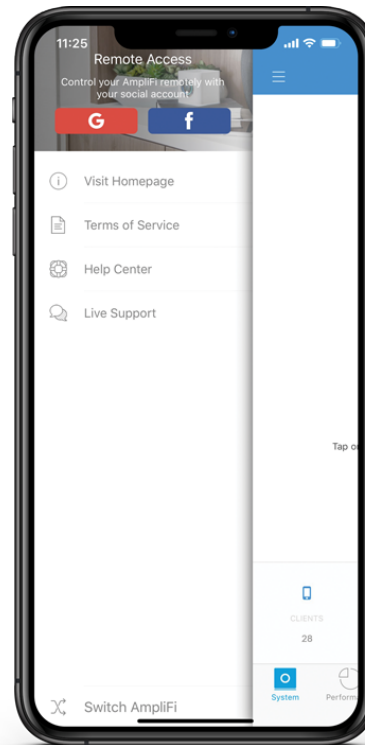 11:25
Remote Access
Control your AmpliFi remotely with
your social account
G
f
Visit Homepage
Terms of Service
Help Center
Live Support
Tap o
CLIENTS
28
System
Performa
Switch AmpliFi